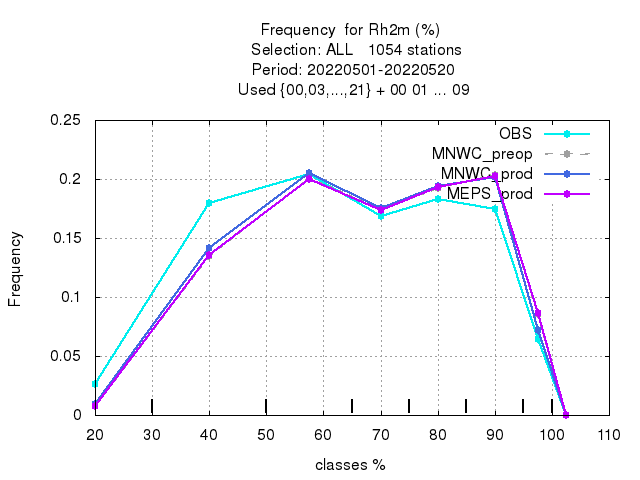 Frequency for Rh2m (%)
Selection: ALL 1054 stations
Period: 20220501-20220520
Used {00,03,...,21} + 00 01 ... 09
0.25
0.2
0.15
0.1
0.05
0
Frequency
OBS
MNWC_preop
MNWC_prod
MEPS_prod
20 30 40 50 60 70 80 90 100 110
classes %